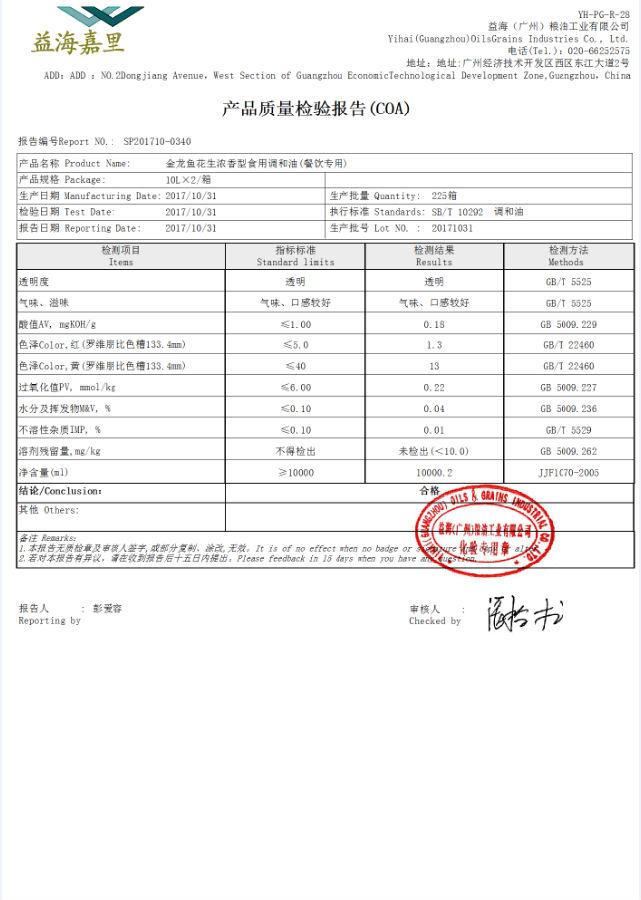 益海嘉里
YH-PG-R-28
益海（广州）粮油工业有限公司
Yihai(Guangzhou)OilsGrains Industries Co., Ltd.
电话(Tel.)：020-66252575
地址：地址:广州经济技术开发区西区东江大道2号
ADD：ADD：NO.2Dongjiang Avenue，West Section of Guangzhou EconomicTechnological Development Zone,Guangzhou，China
产品质量检验报告(COA)
报告编号Report NO.: SP201710-0340
产品名称 Product Name: 金龙鱼花生浓香型食用调和油(餐饮专用)
产品规格 Package: 10L×2/箱
生产日期 Manufacturing Date: 2017/10/31 生产批量 Quantity: 225箱
检验日期 Test Date: 2017/10/31 执行标准 Standards: SB/T 10292 调和油
报告日期 Reporting Date: 2017/10/31 生产批号 Lot NO.: 20171031
检测项目 指标标准 检测结果 检测方法
Items Standard limits Results Methods
透明度 透明 透明 GB/T 5525
气味、滋味 气味、口感较好 气味、口感较好 GB/T 5525
酸值AV, mgKOH/g ≤1.00 0.18 GB 5009.229
色泽Color,红(罗维朋比色槽133.4mm) ≤5.0 1.3 GB/T 22460
色泽Color,黄(罗维朋比色槽133.4mm) ≤40 13 GB/T 22460
过氧化值PV, mmol/kg ≤6.00 0.22 GB 5009.227
水分及挥发物M&V, % ≤0.10 0.04 GB 5009.236
不溶性杂质IMP, % ≤0.10 0.01 GB/T 5529
溶剂残留量,mg/kg 不得检出 未检出(＜10.0) GB 5009.262
净含量(ml) ≥10000 10000.2 JJF1C70-2005
结论/Conclusion: 合格
其他 Others:
备注 Remarks:
1.本报告无质检章及审核人签字,或部分复制、涂改,无效。It is of no effect when no badge or
2.若对本报告有异议，请在收到报告后十五日内提出。Please feedback in 15 days when you have any question.
(GUANGZHOU) OILS & GRAINS INDUSTRIAL CO.,LTD.
益海(广州)粮油工业有限公司
化验专用章
报告人 : 彭爱容 审核人 :
Reporting by Checked by